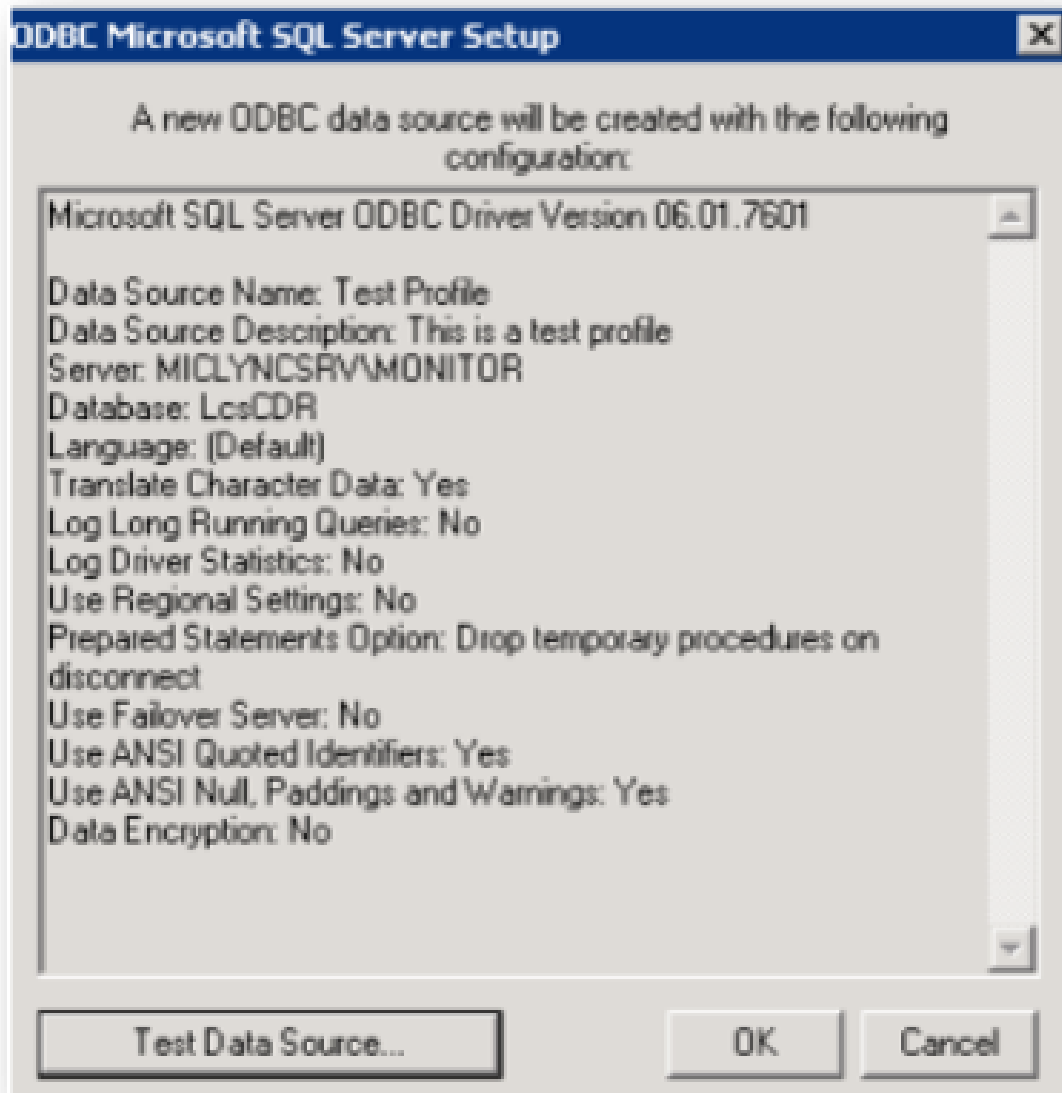 ODBC Microsoft SQL Server Setup
A new ODBC data source will be created with the following
configuration:
Microsoft SQL Server ODBC Driver Version 06.01.7601
Data Source Name: Test Profile
Data Source Description: This is a test profile
Server: MICLYNCSRV\MONITOR
Database: LcsCDR
Language: (Default)
Translate Character Data: Yes
Log Long Running Queries: No
Log Driver Statistics: No
Use Regional Settings: No
Prepared Statements Option: Drop temporary procedures on
disconnect
Use Failover Server: No
Use ANSI Quoted Identifiers: Yes
Use ANSI Null, Paddings and Warnings: Yes
Data Encryption: No
Test Data Source...
OK
Cancel